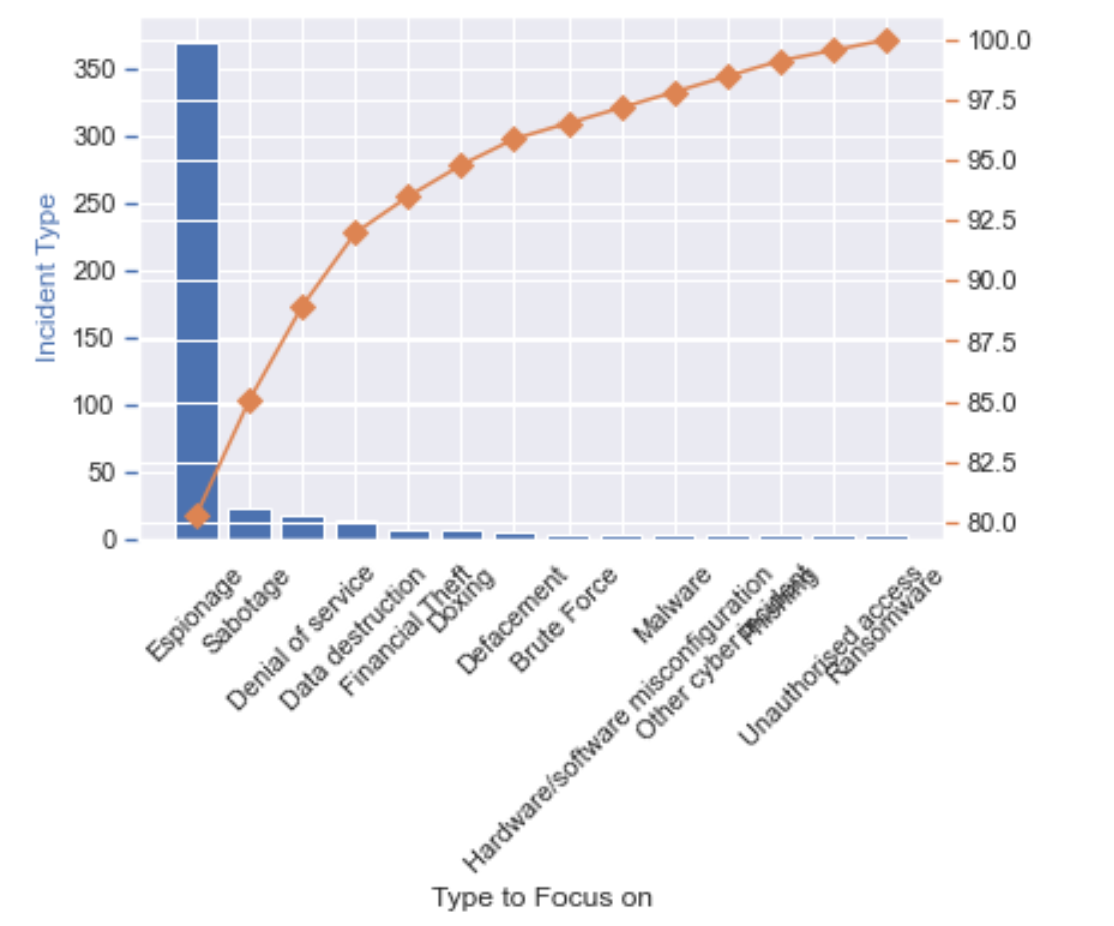 350
300
250
200
150
100
50
0
Incident Type
100.0
97.5
95.0
92.5
90.0
87.5
85.0
82.5
80.0
Espionage
Sabotage
Denial of service
Data destruction
Financial Theft
Doxing
Defacement
Brute Force
Malware
Hardware/software misconfiguration
Other cyber incident
Phishing
Unauthorised access
Ransomware
Type to Focus on